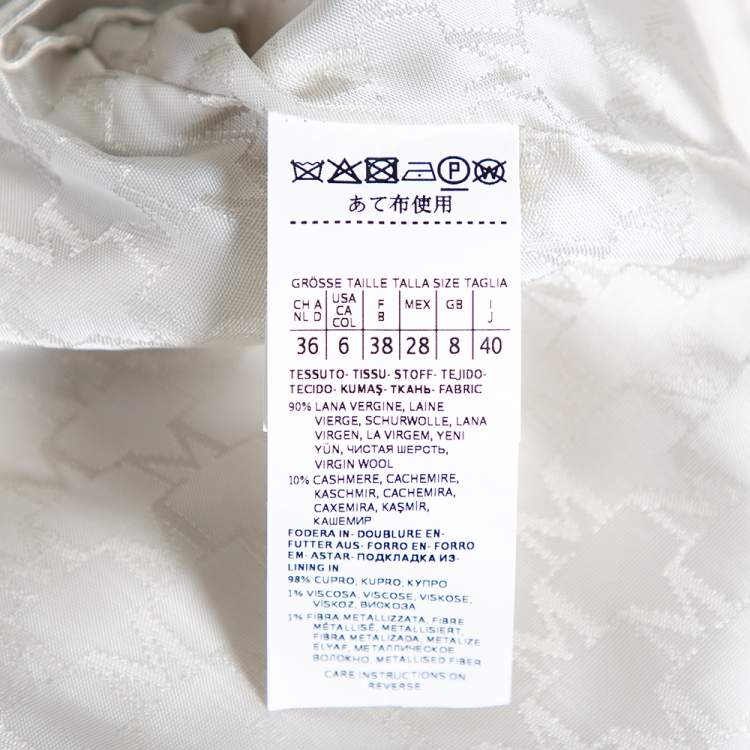 P W
あて布使用
GRÖSSE TAILLE TALLA SIZE TAGLIA
CH A NL D USA CA COL F B MEX GB I J
36 6 38 28 8 40
TESSUTO- TISSU- STOFF- TEJIDO-
TECIDO- KUMAŞ- ТКАНЬ- FABRIC
90% LANA VERGINE, LAINE
VIERGE, SCHURWOLLE, LANA
VIRGEN, LA VIRGEM, YENI
YÜN, ЧИСТАЯ ШЕРСТЬ,
VIRGIN WOOL
10% CASHMERE, CACHEMIRE,
KASCHMIR, CACHEMIRA,
CAXEMIRA, KAŞMİR,
КАШЕМИР
FODERA IN- DOUBLURE EN-
FUTTER AUS- FORRO EN- FORRO
EM- ASTAR- ПОДКЛАДКА ИЗ-
LINING IN
98% CUPRO, KUPRO, КУПРО
1% VISCOSA, VISCOSE, VISKOSE,
VİSKOZ, ВИСКОЗА
1% FIBRA METALLIZZATA, FIBRE
MÉTALLISÉ, METALLISIERT,
FIBRA METALIZADA, METALIZE
ELYAF, МЕТАЛЛИЧЕСКОЕ
ВОЛОКНО, METALLISED FIBER
CARE INSTRUCTIONS ON
REVERSE